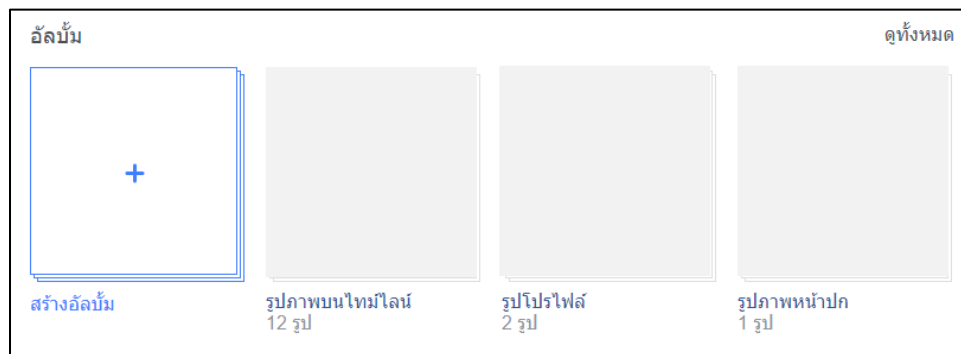 อัลบั้ม
ดูทั้งหมด
+
สร้างอัลบั้ม
รูปภาพบนไทม์ไลน์
12 รูป
รูปโปรไฟล์
2 รูป
รูปภาพหน้าปก
1 รูป